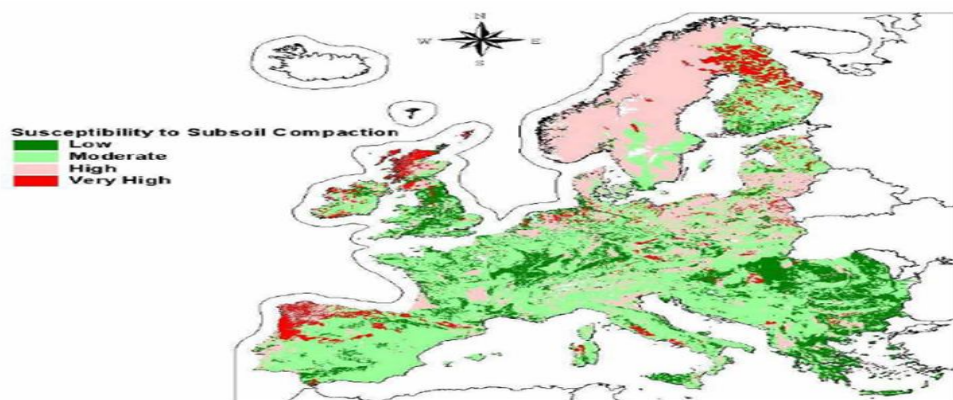 N
W E
S
Susceptibility to Subsoil Compaction
Low
Moderate
High
Very High